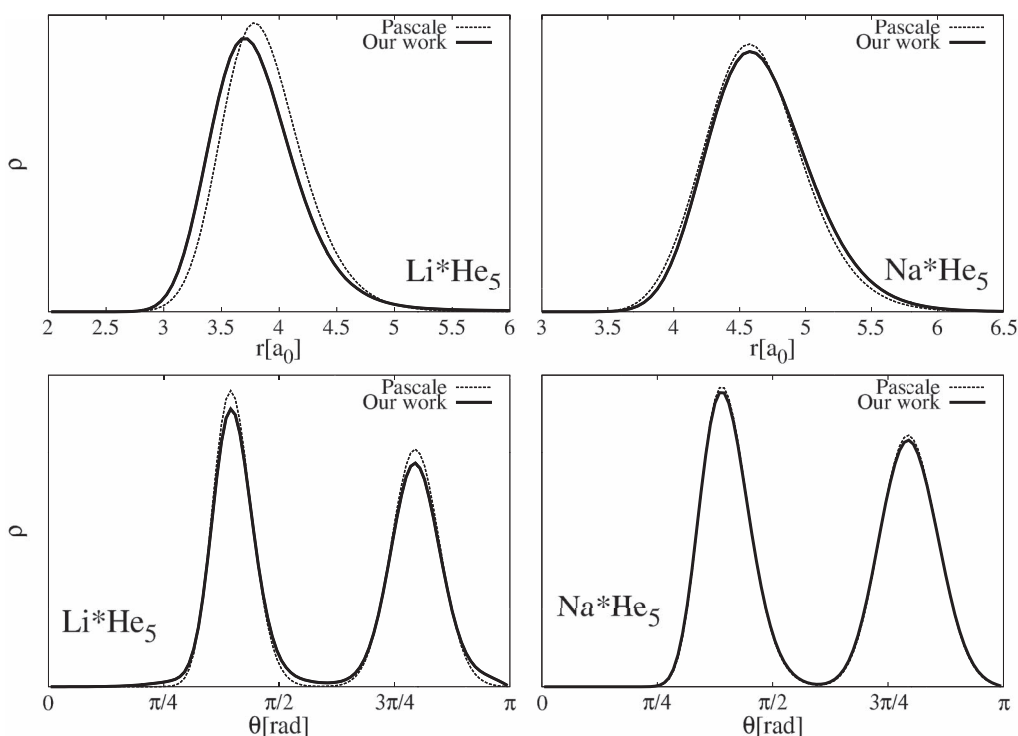 Pascale
Our work
ρ
Li*He5
2 2.5 3 3.5 4 4.5 5 5.5 6
r[a0]
Pascale
Our work
Na*He5
3 3.5 4 4.5 5 5.5 6 6.5
r[a0]
Pascale
Our work
ρ
Li*He5
0 π/4 π/2 3π/4 π
θ[rad]
Pascale
Our work
Na*He5
0 π/4 π/2 3π/4 π
θ[rad]